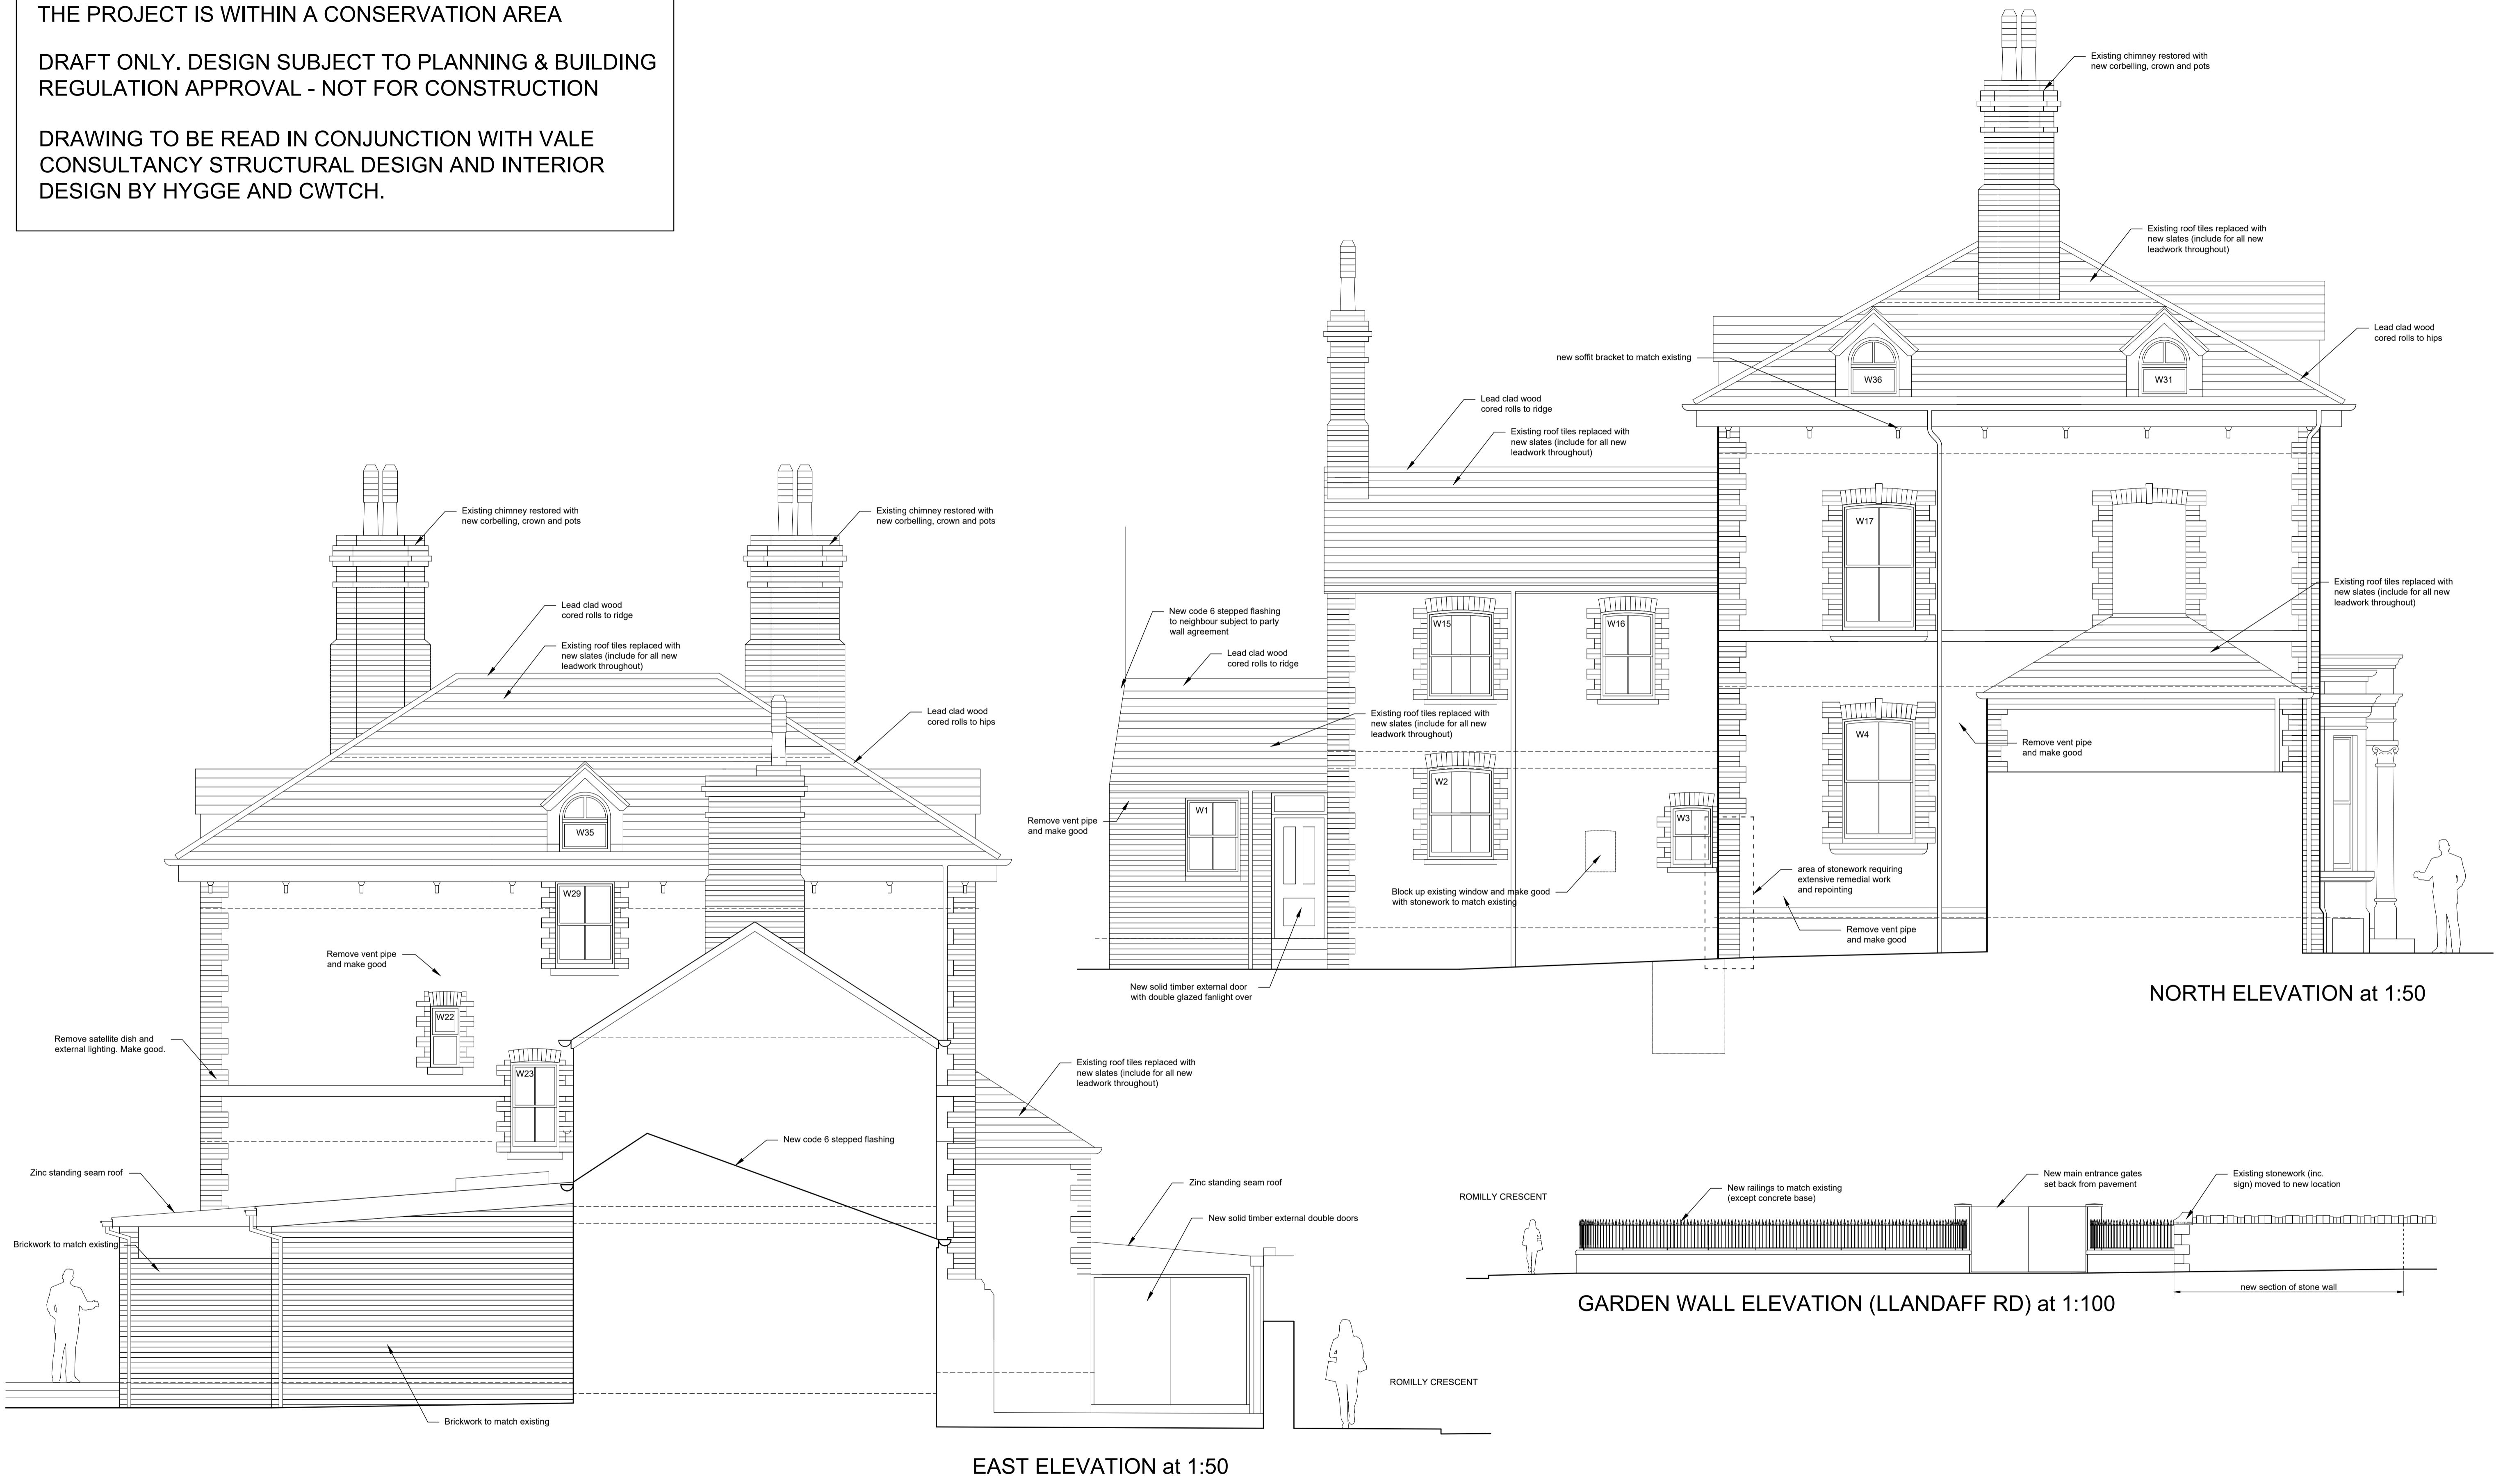 THE PROJECT IS WITHIN A CONSERVATION AREA
DRAFT ONLY. DESIGN SUBJECT TO PLANNING & BUILDING
REGULATION APPROVAL - NOT FOR CONSTRUCTION
DRAWING TO BE READ IN CONJUNCTION WITH VALE
CONSULTANCY STRUCTURAL DESIGN AND INTERIOR
DESIGN BY HYGGE AND CWTCH.
Existing chimney restored with
new corbelling, crown and pots
Existing chimney restored with
new corbelling, crown and pots
Lead clad wood
cored rolls to ridge
Existing roof tiles replaced with
new slates (include for all new
leadwork throughout)
Lead clad wood
cored rolls to hips
W35
W29
Remove vent pipe
and make good
W22
Remove satellite dish and
external lighting. Make good.
W23
Existing roof tiles replaced with
new slates (include for all new
leadwork throughout)
New code 6 stepped flashing
Zinc standing seam roof
Zinc standing seam roof
New solid timber external double doors
Brickwork to match existing
Brickwork to match existing
ROMILLY CRESCENT
EAST ELEVATION at 1:50
Existing chimney restored with
new corbelling, crown and pots
Existing roof tiles replaced with
new slates (include for all new
leadwork throughout)
Lead clad wood
cored rolls to hips
new soffit bracket to match existing
W36
W31
Lead clad wood
cored rolls to ridge
Existing roof tiles replaced with
new slates (include for all new
leadwork throughout)
W17
Existing roof tiles replaced with
new slates (include for all new
leadwork throughout)
New code 6 stepped flashing
to neighbour subject to party
wall agreement
W15
W16
Lead clad wood
cored rolls to ridge
Existing roof tiles replaced with
new slates (include for all new
leadwork throughout)
W4
Remove vent pipe
and make good
W2
W1
W3
Remove vent pipe
and make good
area of stonework requiring
extensive remedial work
and repointing
Block up existing window and make good
with stonework to match existing
Remove vent pipe
and make good
New solid timber external door
with double glazed fanlight over
NORTH ELEVATION at 1:50
ROMILLY CRESCENT
New railings to match existing
(except concrete base)
New main entrance gates
set back from pavement
Existing stonework (inc.
sign) moved to new location
new section of stone wall
GARDEN WALL ELEVATION (LLANDAFF RD) at 1:100